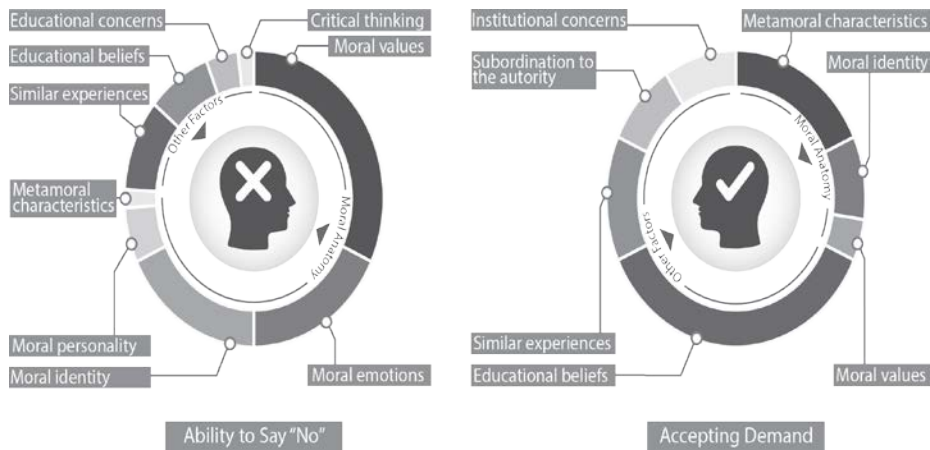 Educational concerns
Critical thinking
Moral values
Educational beliefs
Similar experiences
Metamoral
characteristics
Moral personality
Moral identity
Moral emotions
Other Factors
Moral Anatomy
Ability to Say "No"
Institutional concerns
Metamoral characteristics
Subordination to
the autority
Moral identity
Similar experiences
Educational beliefs
Moral values
Moral Anatomy
Other Factors
Accepting Demand